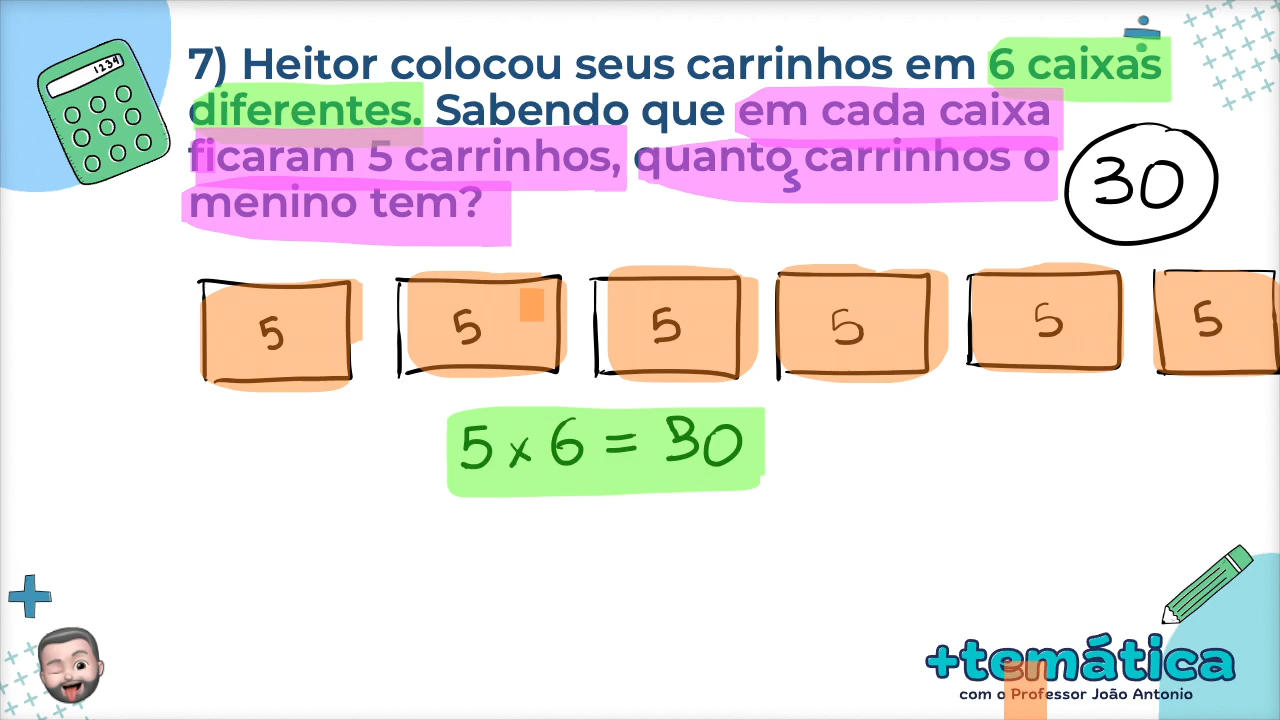 1234
7) Heitor colocou seus carrinhos em 6 caixas
diferentes. Sabendo que em cada caixa
ficaram 5 carrinhos, quanto carrinhos o
s
menino tem?
30
5 5 5 5 5 5
5 x 6 = 30
+temática
com o Professor João Antonio